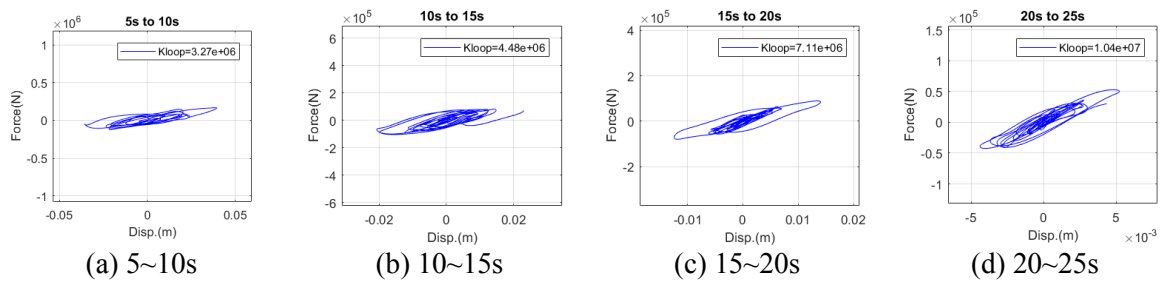 5s to 10s
×10^6
Kloop=3.27e+06
1
0.5
0
-0.5
-1
Force(N)
-0.05
0
0.05
Disp.(m)
(a) 5~10s
10s to 15s
×10^5
Kloop=4.48e+06
6
4
2
0
-2
-4
-6
Force(N)
-0.02
0
0.02
Disp.(m)
(b) 10~15s
15s to 20s
×10^5
Kloop=7.11e+06
4
2
0
-2
Force(N)
-0.01
0
0.01
0.02
Disp.(m)
(c) 15~20s
20s to 25s
×10^5
Kloop=1.04e+07
1.5
1
0.5
0
-0.5
-1
Force(N)
-5
0
5
×10^-3
Disp.(m)
(d) 20~25s